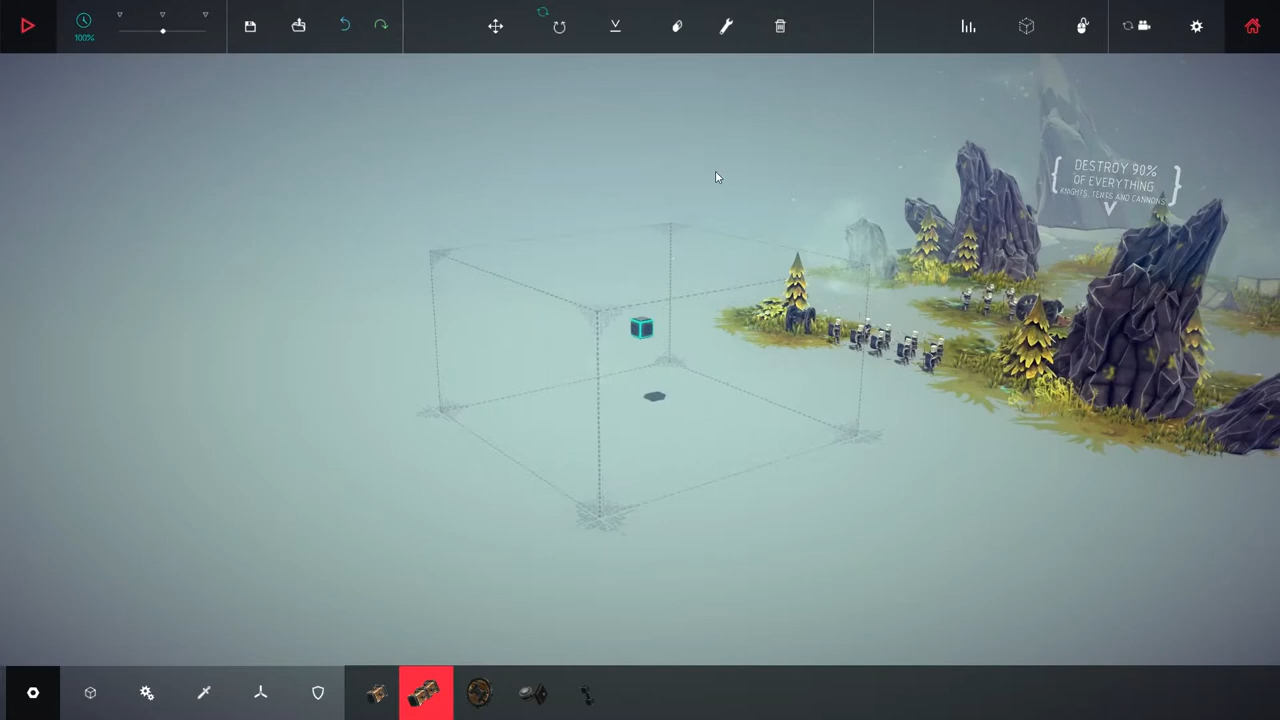 100%
DESTROY 90%
OF EVERYTHING
KNIGHTS, TENTS AND CANNONS